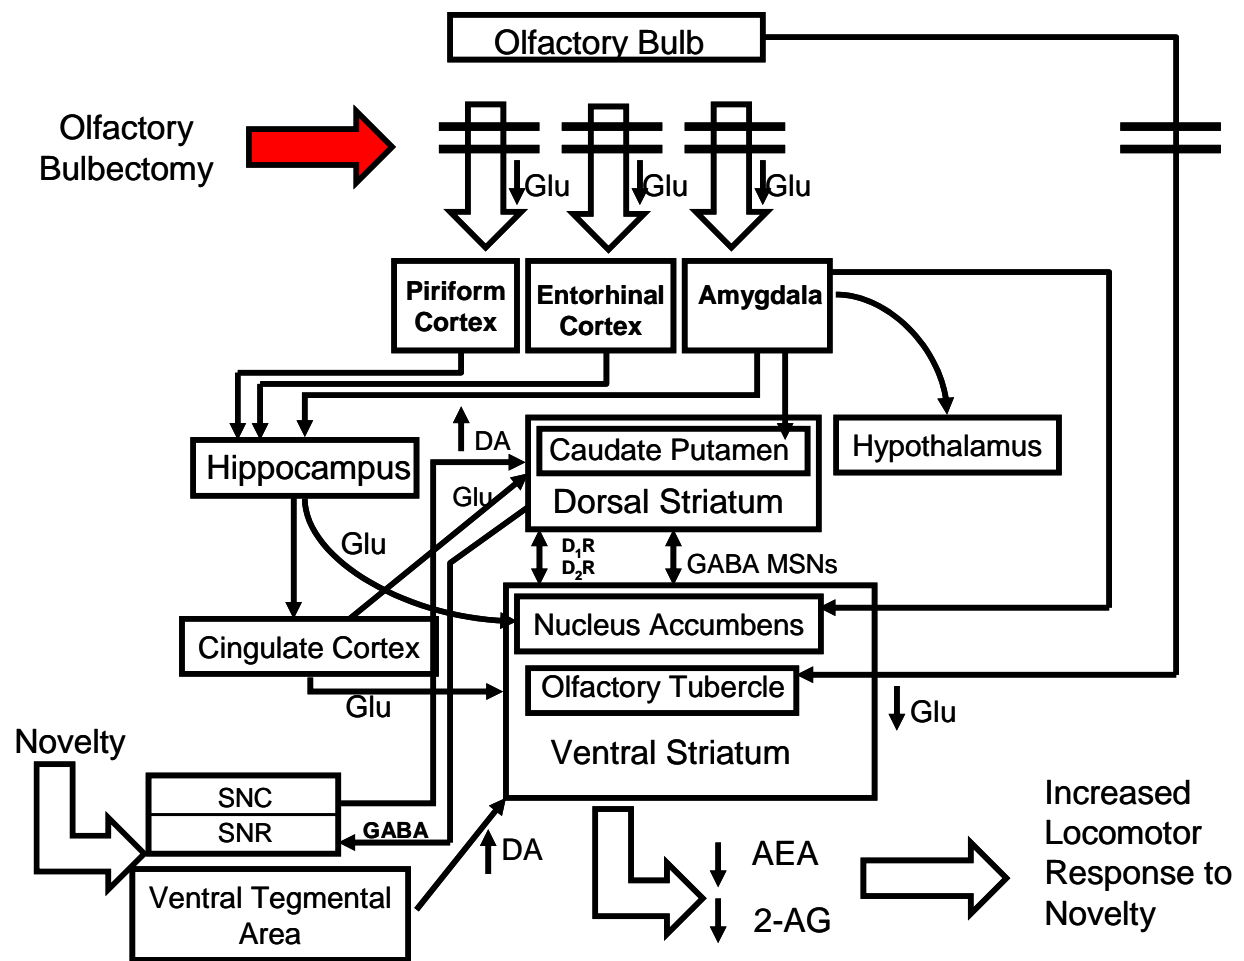 Olfactory Bulb
Olfactory
Bulbectomy
Glu
Glu
Glu
Piriform
Cortex
Entorhinal
Cortex
Amygdala
DA
Caudate Putamen
Dorsal Striatum
Hypothalamus
Hippocampus
Glu
Glu
D1R
D2R
GABA MSNs
Nucleus Accumbens
Cingulate Cortex
Olfactory Tubercle
Glu
Glu
Ventral Striatum
Novelty
SNC
SNR
GABA
DA
Ventral Tegmental
Area
AEA
2-AG
Increased
Locomotor
Response to
Novelty